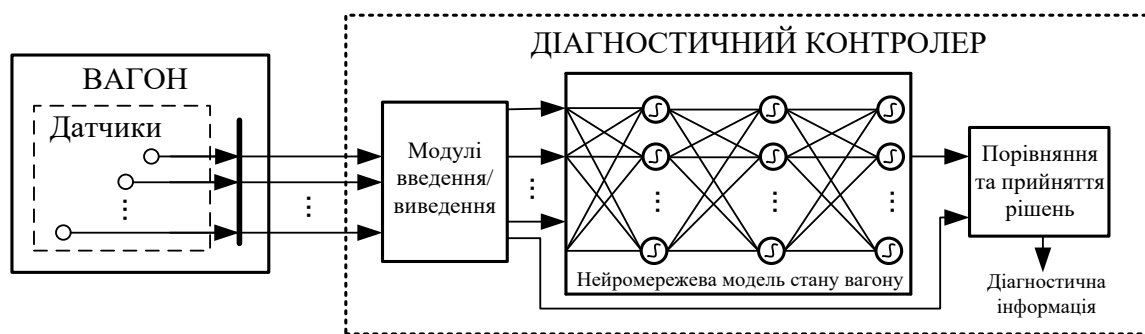 ДІАГНОСТИЧНИЙ КОНТРОЛЕР
ВАГОН
Датчики
Модулі
введення/
виведення
Нейромережева модель стану вагону
Порівняння
та прийняття
рішень
Діагностична
інформація